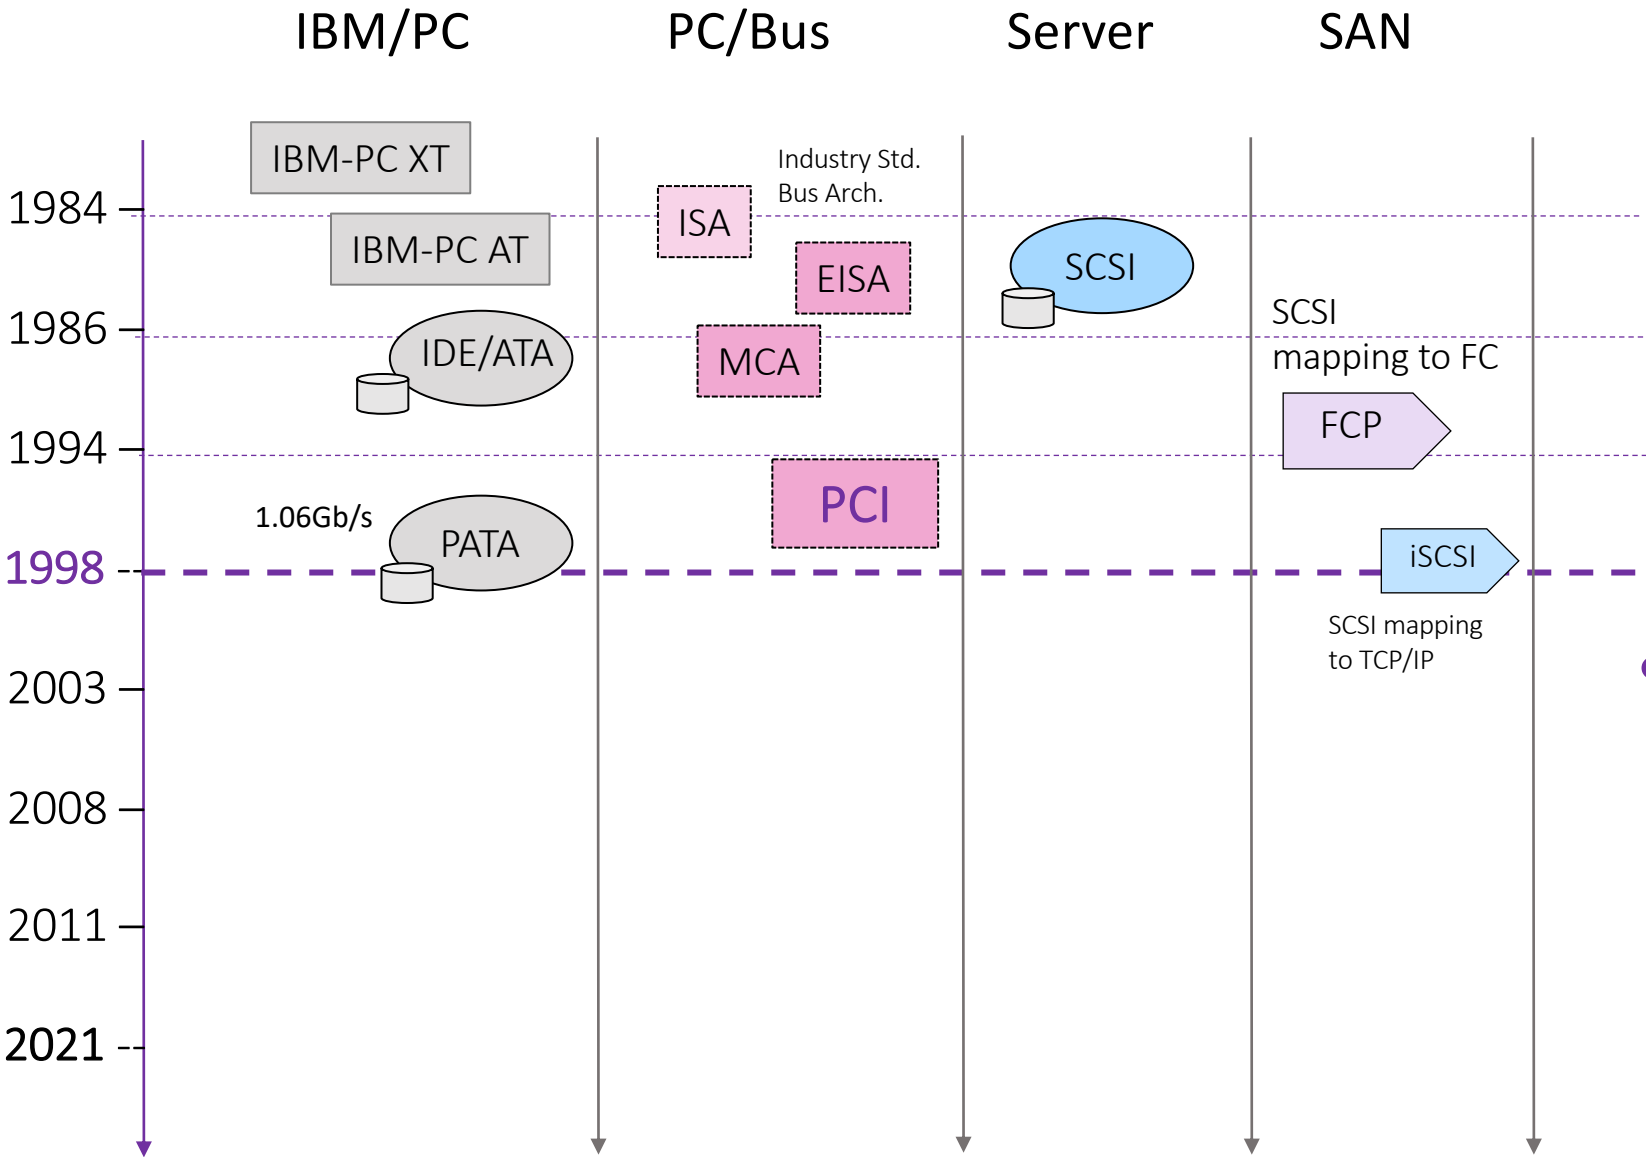 IBM/PC
PC/Bus
Server
SAN
IBM-PC XT
Industry Std.
Bus Arch.
1984
ISA
IBM-PC AT
EISA
SCSI
1986
SCSI
mapping to FC
IDE/ATA
MCA
FCP
1994
1.06Gb/s
PATA
PCI
iSCSI
1998
SCSI mapping
to TCP/IP
2003
2008
2011
2021